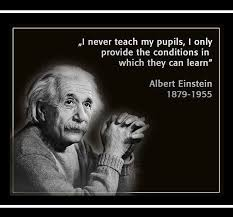 „I never teach my pupils, I only
provide the conditions in
which they can learn”
Albert Einstein
1879-1955